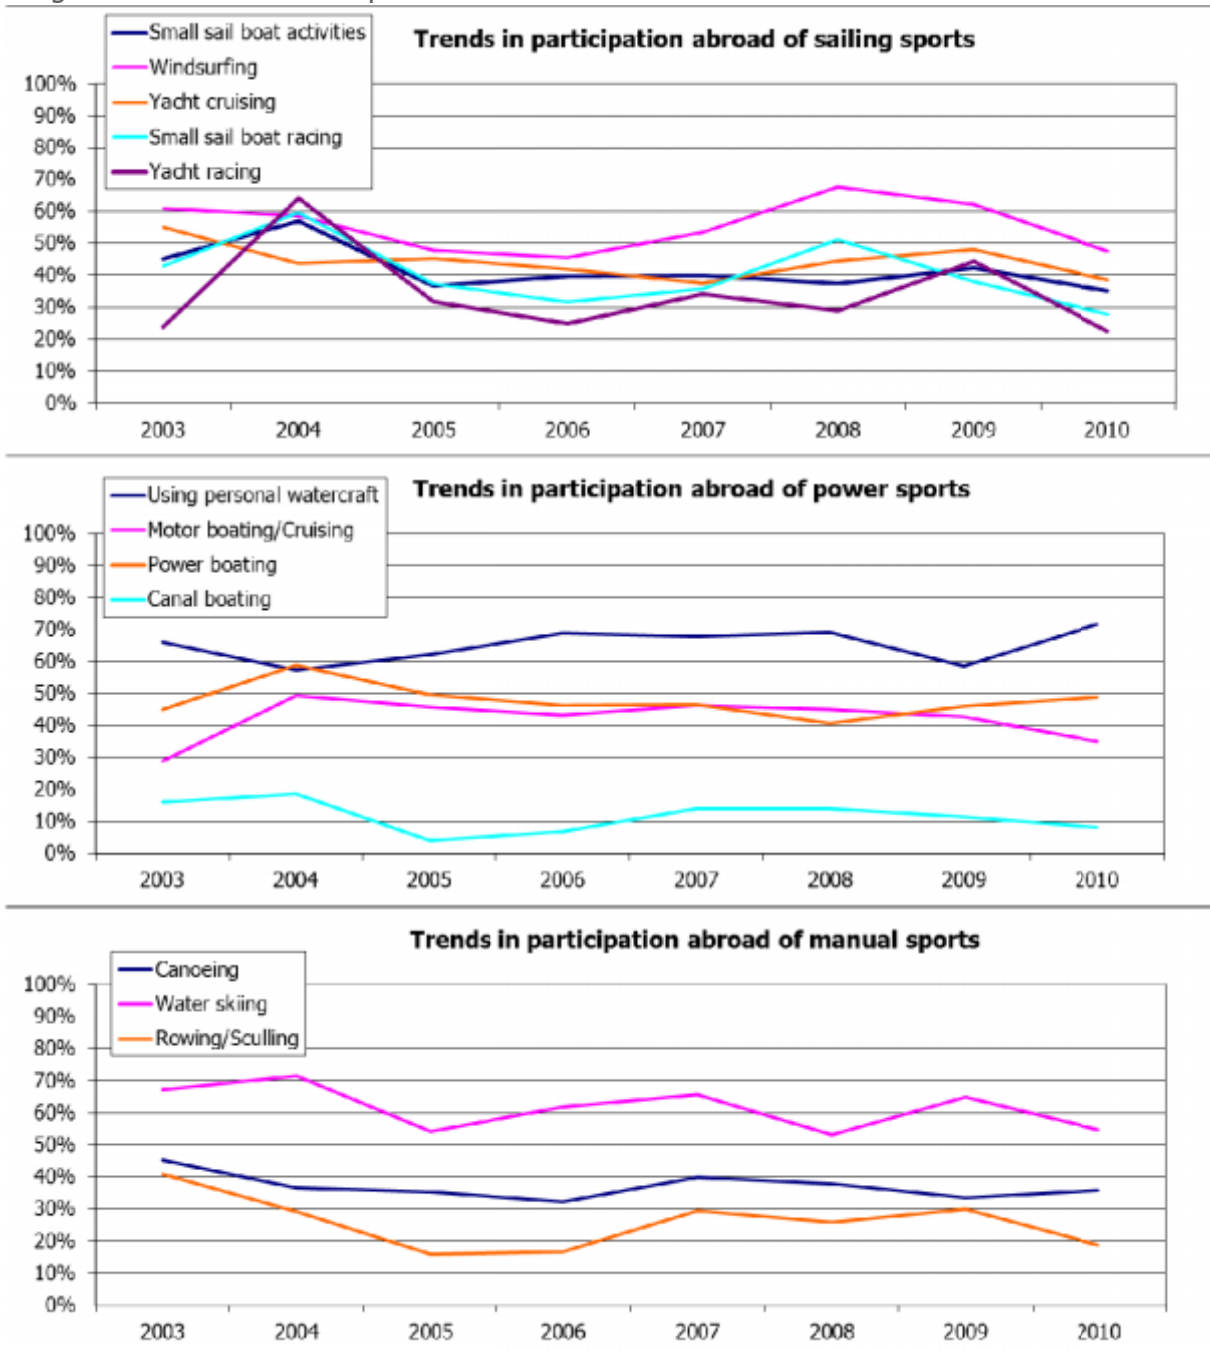 Small sail boat activities
Trends in participation abroad of sailing sports
Windsurfing
100%
Yacht cruising
90%
Small sail boat racing
80%
Yacht racing
70%
60%
50%
40%
30%
20%
10%
0%
2003 2004 2005 2006 2007 2008 2009 2010
Using personal watercraft
Trends in participation abroad of power sports
Motor boating/Cruising
100%
Power boating
90%
Canal boating
80%
70%
60%
50%
40%
30%
20%
10%
0%
2003 2004 2005 2006 2007 2008 2009 2010
Trends in participation abroad of manual sports
Canoeing
100%
Water skiing
90%
Rowing/Sculling
80%
70%
60%
50%
40%
30%
20%
10%
0%
2003 2004 2005 2006 2007 2008 2009 2010